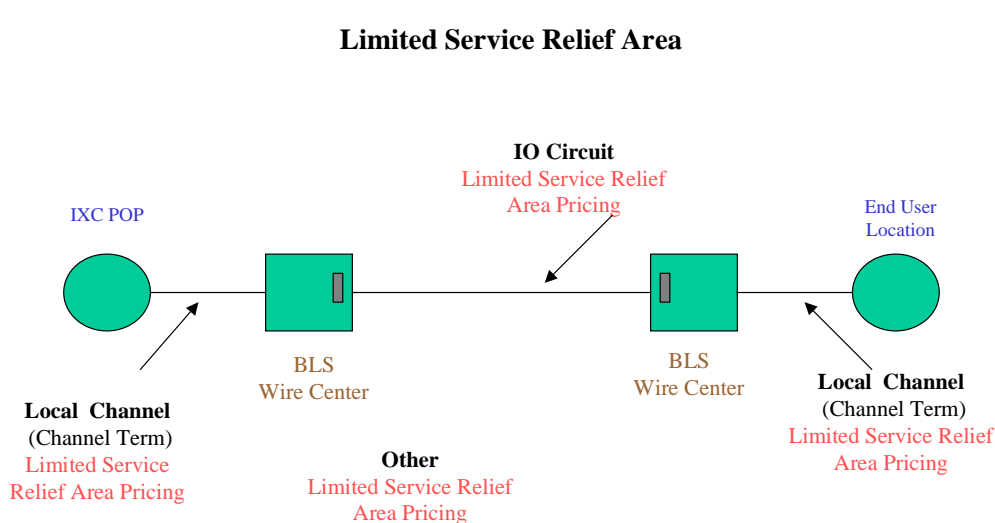 Limited Service Relief Area
IO Circuit
Limited Service Relief
Area Pricing
IXC POP
End User
Location
BLS
Wire Center
BLS
Wire Center
Local Channel
(Channel Term)
Limited Service
Relief Area Pricing
Local Channel
(Channel Term)
Limited Service Relief
Area Pricing
Other
Limited Service Relief
Area Pricing